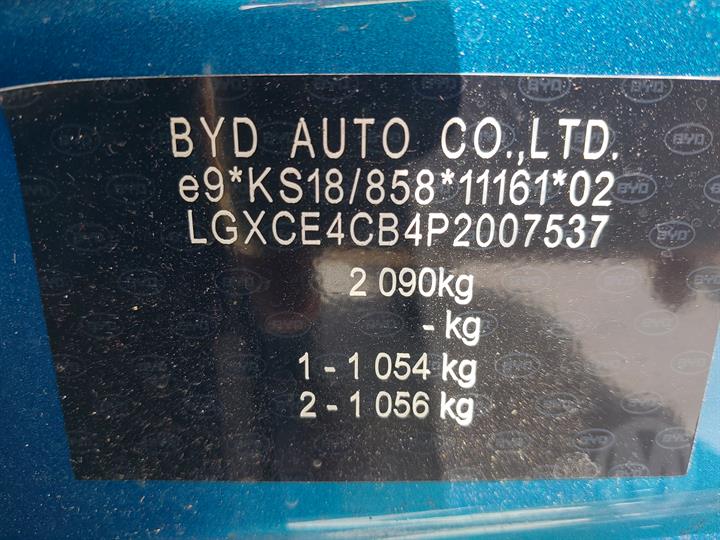 BYD AUTO CO.,LTD.
e9*KS18/858*11161*02
LGXCE4CB4P2007537
2 090kg
- kg
1 - 1 054 kg
2 - 1 056 kg